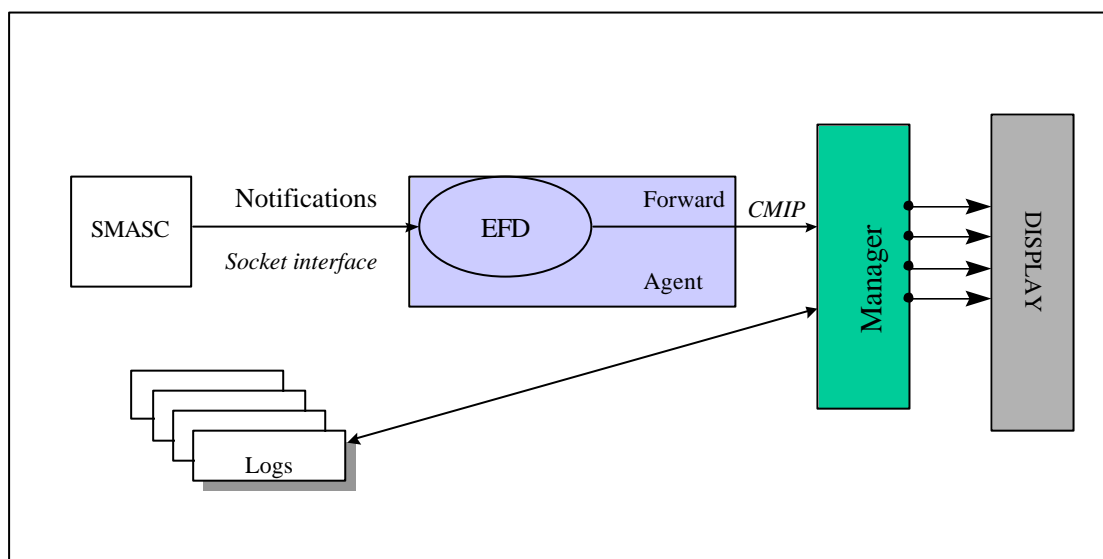 SMASC
Notifications
Socket interface
EFD
Forward
Agent
CMIP
Manager
DISPLAY
Logs